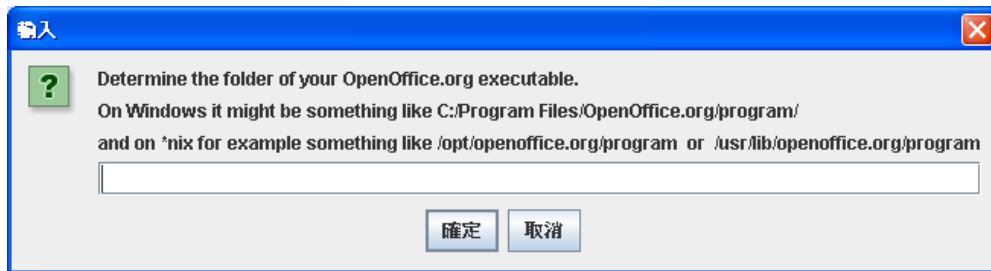 輸入
Determine the folder of your OpenOffice.org executable.
On Windows it might be something like C:/Program Files/OpenOffice.org/program/
and on *nix for example something like /opt/openoffice.org/program or /usr/lib/openoffice.org/program
確定
取消